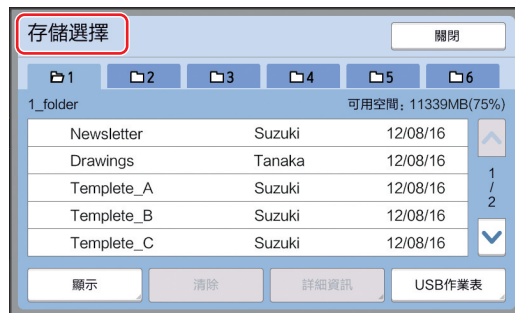 存儲選擇
關閉
1 2 3 4 5 6
1_folder 可用空間：11339MB(75%)
Newsletter Suzuki 12/08/16
Drawings Tanaka 12/08/16
Templete_A Suzuki 12/08/16
Templete_B Suzuki 12/08/16
Templete_C Suzuki 12/08/16
1
/
2
顯示 清除 詳細資訊 USB作業表